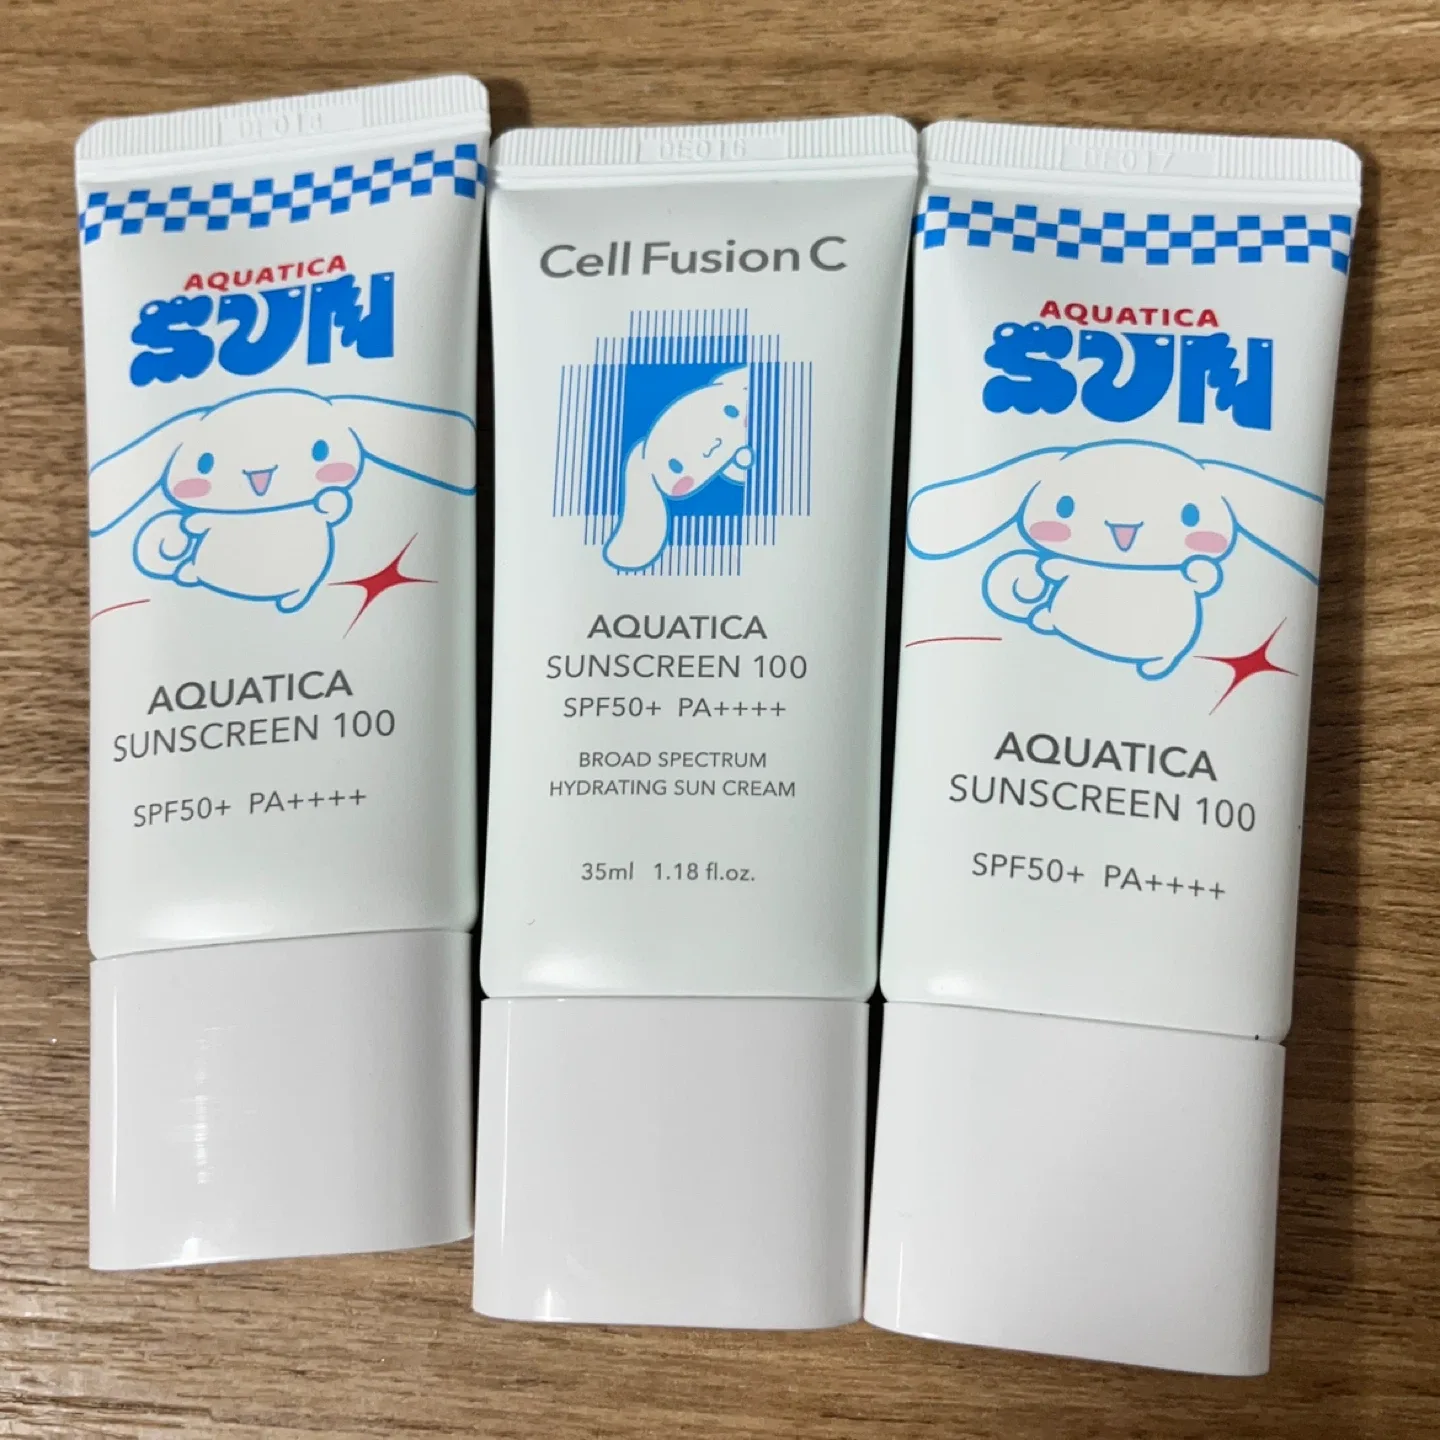 AQUATICA
SUN
AQUATICA
SUNSCREEN 100
SPF50+ PA++++
Cell Fusion C
AQUATICA
SUNSCREEN 100
SPF50+ PA++++
BROAD SPECTRUM
HYDRATING SUN CREAM
35ml 1.18 fl.oz.
AQUATICA
SUN
AQUATICA
SUNSCREEN 100
SPF50+ PA++++